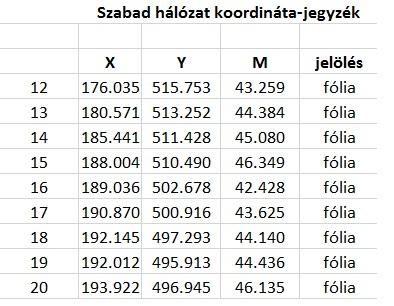 Szabad hálózat koordináta-jegyzék
X Y M jelölés
12 176.035 515.753 43.259 fólia
13 180.571 513.252 44.384 fólia
14 185.441 511.428 45.080 fólia
15 188.004 510.490 46.349 fólia
16 189.036 502.678 42.428 fólia
17 190.870 500.916 43.625 fólia
18 192.145 497.293 44.140 fólia
19 192.012 495.913 44.436 fólia
20 193.922 496.945 46.135 fólia